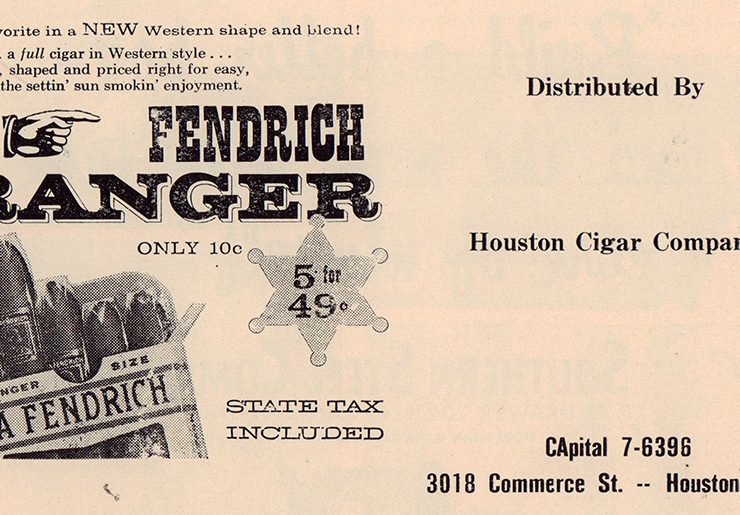 vorite in a NEW Western shape and blend!
a full cigar in Western style...
shaped and priced right for easy,
the settin' sun smokin' enjoyment.
FENDRICH
RANGER
ONLY 10c
5 for
49c
NGER SIZE
A FENDRICH
STATE TAX
INCLUDED
Distributed By
Houston Cigar Compan
CApital 7-6396
3018 Commerce St. -- Houston